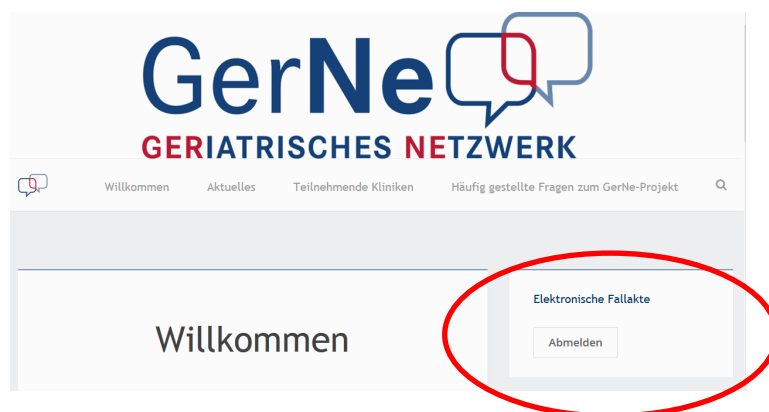 GerNe
GERIATRISCHES NETZWERK
Willkommen Aktuelles Teilnehmende Kliniken Häufig gestellte Fragen zum GerNe-Projekt
Elektronische Fallakte
Willkommen
Abmelden